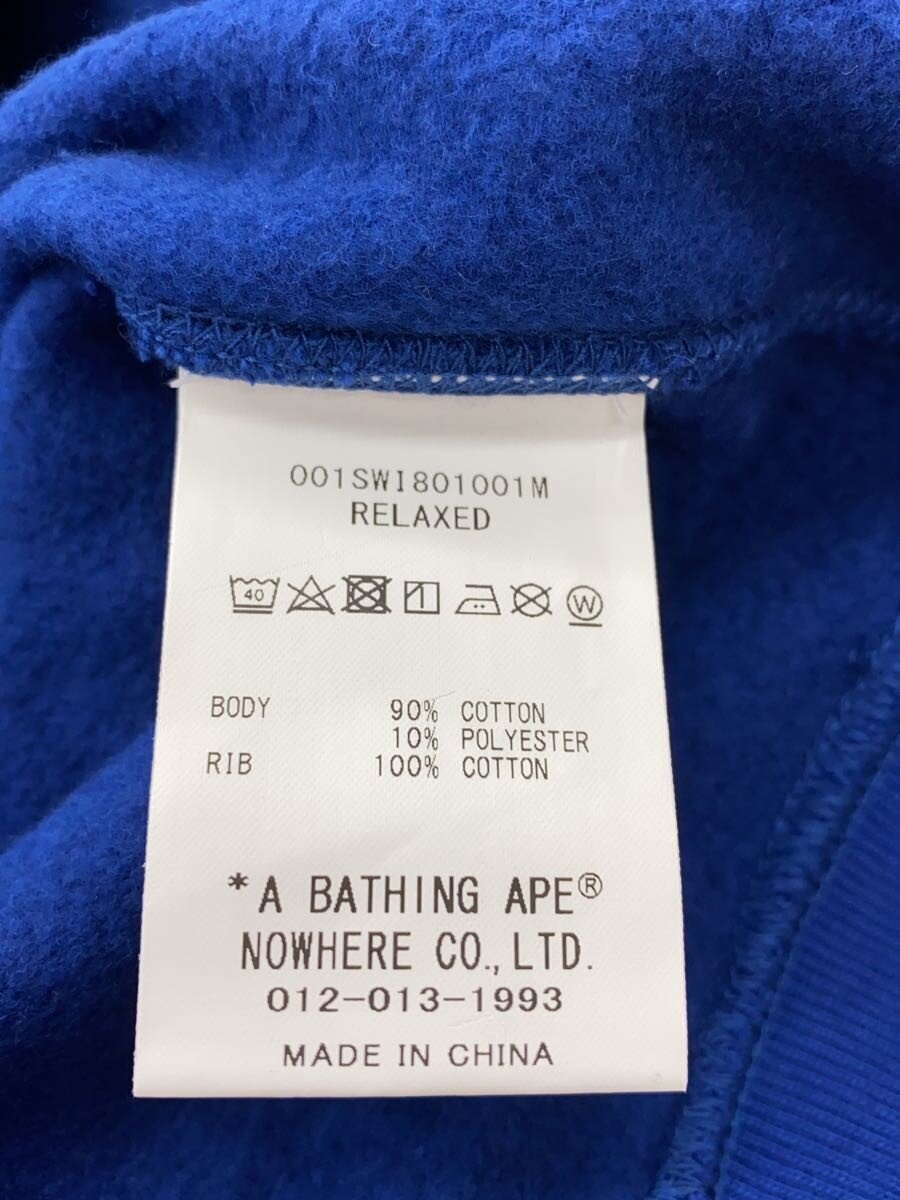 001SWI801001M
RELAXED
40
W
BODY 90% COTTON
10% POLYESTER
RIB 100% COTTON
*A BATHING APE®
NOWHERE CO., LTD.
012-013-1993
MADE IN CHINA